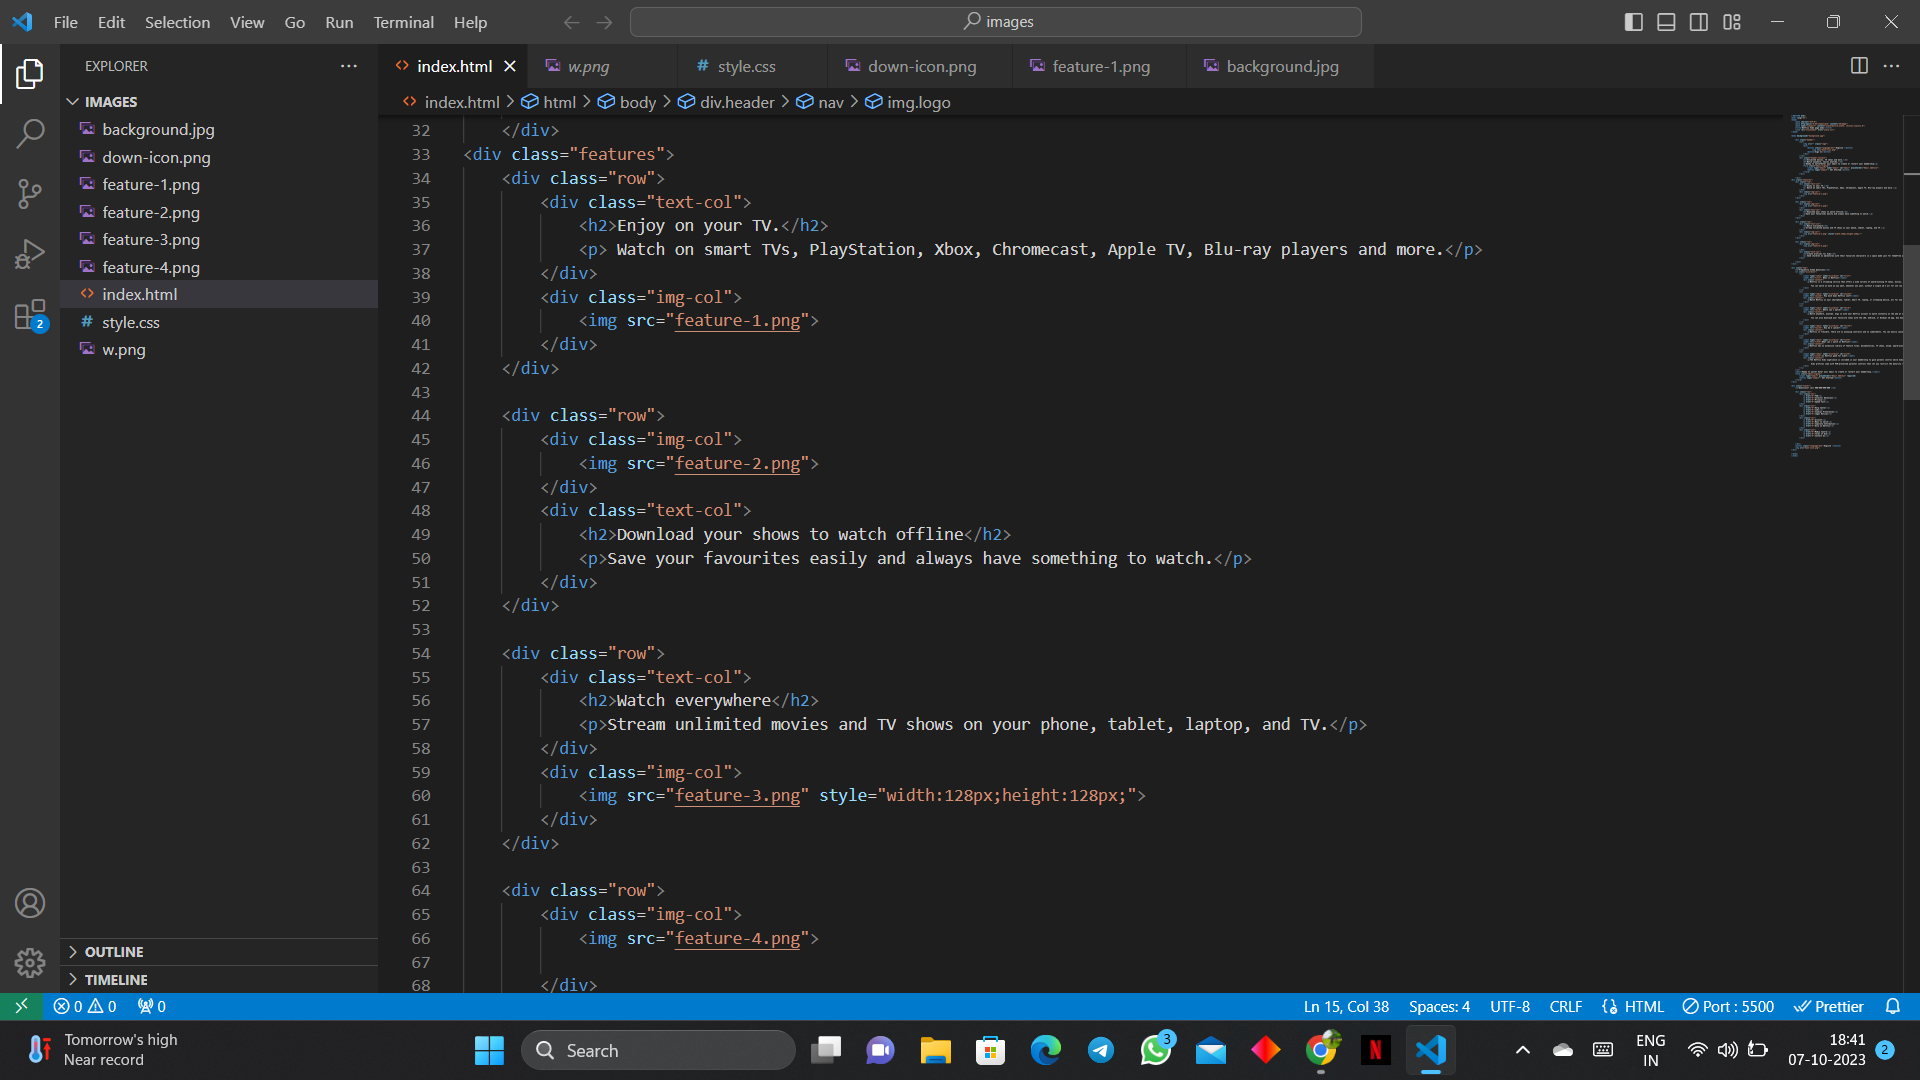 File Edit Selection View Go Run Terminal Help
images
EXPLORER
IMAGES
background.jpg
down-icon.png
feature-1.png
feature-2.png
feature-3.png
feature-4.png
index.html
style.css
w.png
OUTLINE
TIMELINE
2
index.html w.png style.css down-icon.png feature-1.png background.jpg
index.html > html > body > div.header > nav > img.logo
32 </div>
33 <div class="features">
34 <div class="row">
35 <div class="text-col">
36 <h2>Enjoy on your TV.</h2>
37 <p> Watch on smart TVs, PlayStation, Xbox, Chromecast, Apple TV, Blu-ray players and more.</p>
38 </div>
39 <div class="img-col">
40 <img src="feature-1.png">
41 </div>
42 </div>
43
44 <div class="row">
45 <div class="img-col">
46 <img src="feature-2.png">
47 </div>
48 <div class="text-col">
49 <h2>Download your shows to watch offline</h2>
50 <p>Save your favourites easily and always have something to watch.</p>
51 </div>
52 </div>
53
54 <div class="row">
55 <div class="text-col">
56 <h2>Watch everywhere</h2>
57 <p>Stream unlimited movies and TV shows on your phone, tablet, laptop, and TV.</p>
58 </div>
59 <div class="img-col">
60 <img src="feature-3.png" style="width:128px;height:128px;">
61 </div>
62 </div>
63
64 <div class="row">
65 <div class="img-col">
66 <img src="feature-4.png">
67
68 </div>
0 0 0 Ln 15, Col 38 Spaces: 4 UTF-8 CRLF HTML Port : 5500 Prettier
Tomorrow's high
Near record
Search
3
N
ENG
IN
18:41
07-10-2023
2